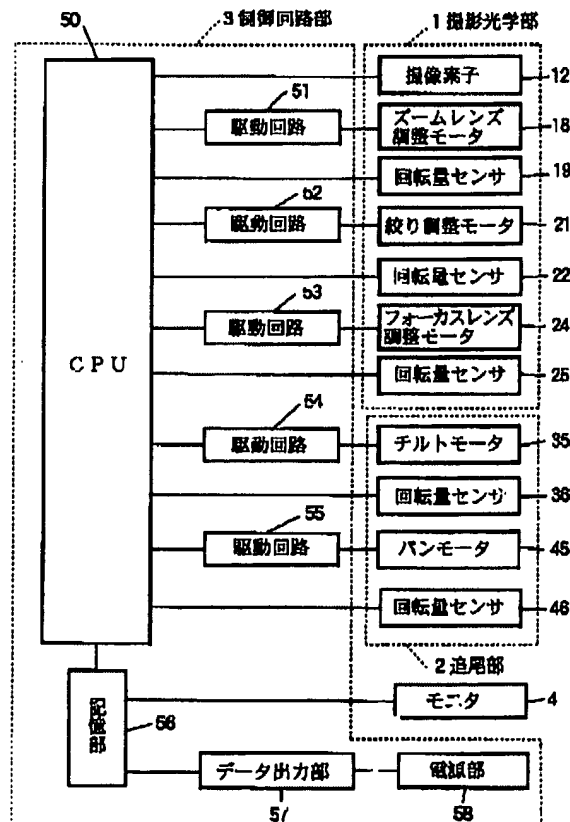 50
3 制御回路部
1 撮影光学部
撮像素子
12
51
駆動回路
ズームレンズ
調整モータ
18
回転量センサ
19
52
駆動回路
絞り調整モータ
21
回転量センサ
22
53
駆動回路
フォーカスレンズ
調整モータ
24
CPU
回転量センサ
25
54
駆動回路
チルトモータ
35
回転量センサ
36
55
駆動回路
パンモータ
45
回転量センサ
46
2 追尾部
記憶部
56
モニタ
4
データ出力部
57
電源部
58